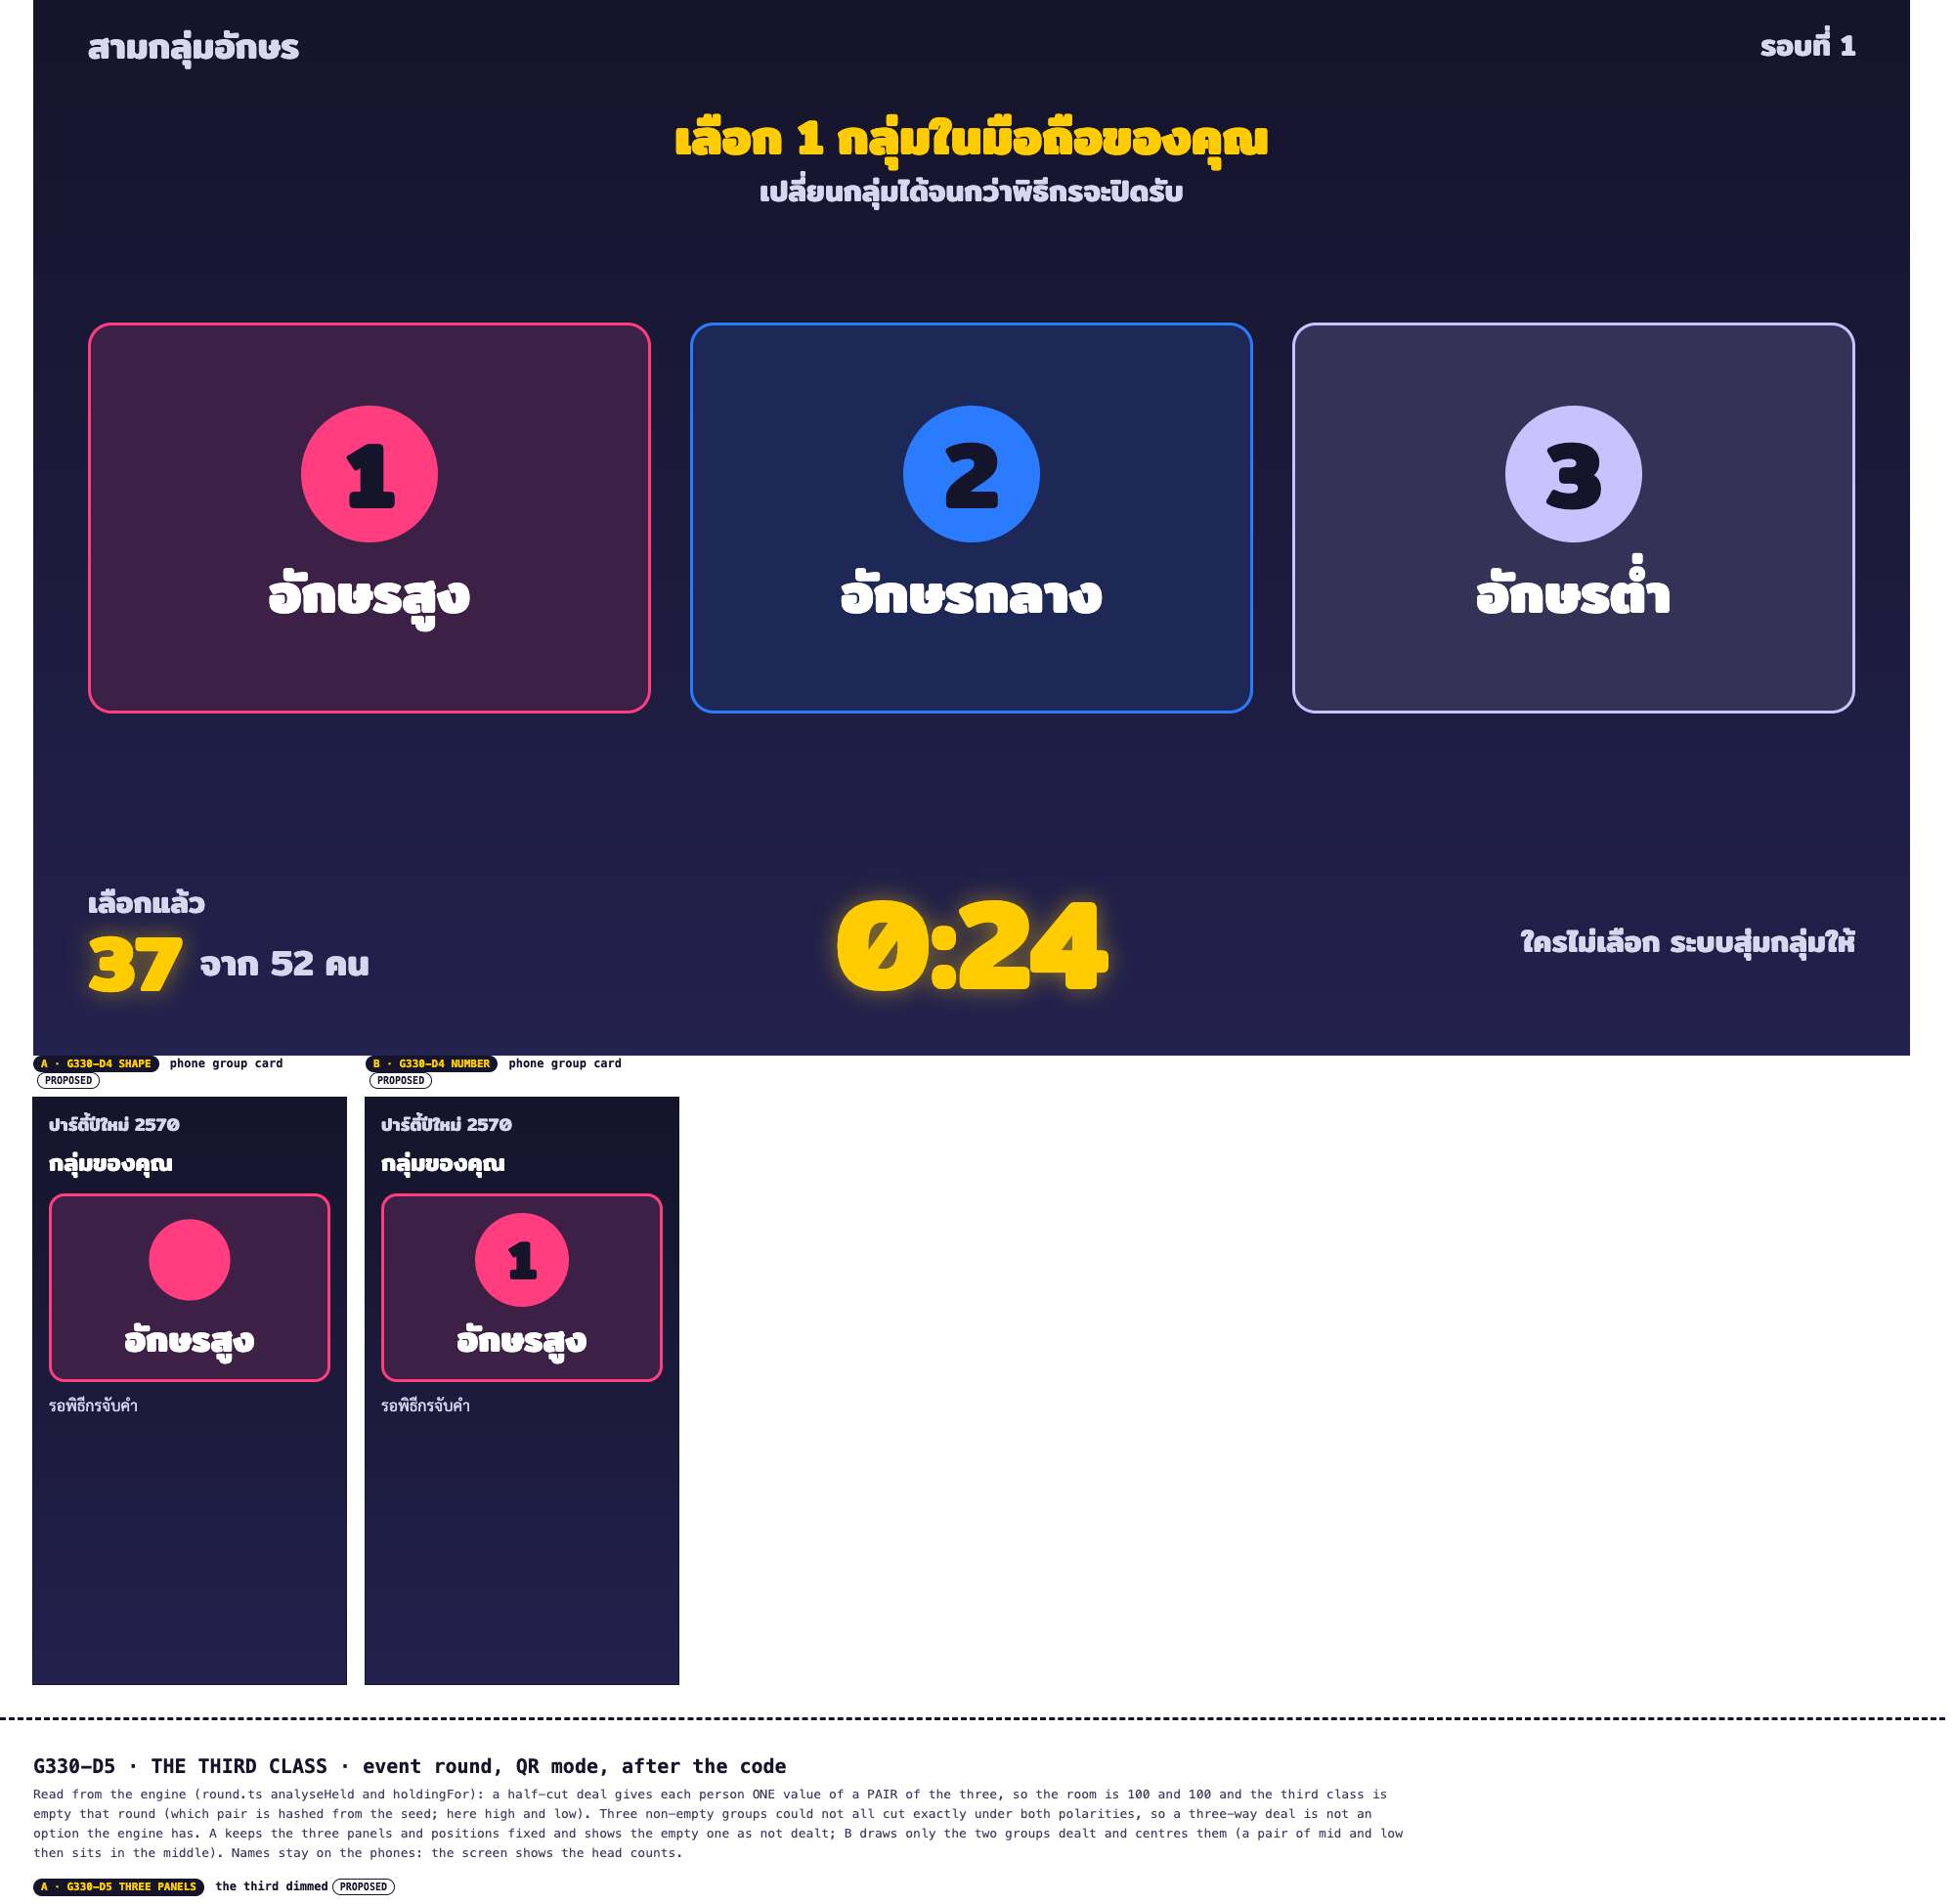 สามกลุ่มอักษร
รอบที่ 1
เลือก 1 กลุ่มในมือถือของคุณ
เปลี่ยนกลุ่มได้จนกว่าพิธีกรจะปิดรับ
1
อักษรสูง
2
อักษรกลาง
3
อักษรต่ำ
เลือกแล้ว
37 จาก 52 คน
0:24
ใครไม่เลือก ระบบสุ่มกลุ่มให้
A · G330-D4 SHAPE phone group card
PROPOSED
ปาร์ตี้ปีใหม่ 2570
กลุ่มของคุณ
อักษรสูง
รอพิธีกรจับคำ
B · G330-D4 NUMBER phone group card
PROPOSED
ปาร์ตี้ปีใหม่ 2570
กลุ่มของคุณ
1
อักษรสูง
รอพิธีกรจับคำ
G330-D5 · THE THIRD CLASS · event round, QR mode, after the code
Read from the engine (round.ts analyseHeld and holdingFor): a half-cut deal gives each person ONE value of a PAIR of the three, so the room is 100 and 100 and the third class is
empty that round (which pair is hashed from the seed; here high and low). Three non-empty groups could not all cut exactly under both polarities, so a three-way deal is not an
option the engine has. A keeps the three panels and positions fixed and shows the empty one as not dealt; B draws only the two groups dealt and centres them (a pair of mid and low
then sits in the middle). Names stay on the phones: the screen shows the head counts.
A · G330-D5 THREE PANELS the third dimmed PROPOSED